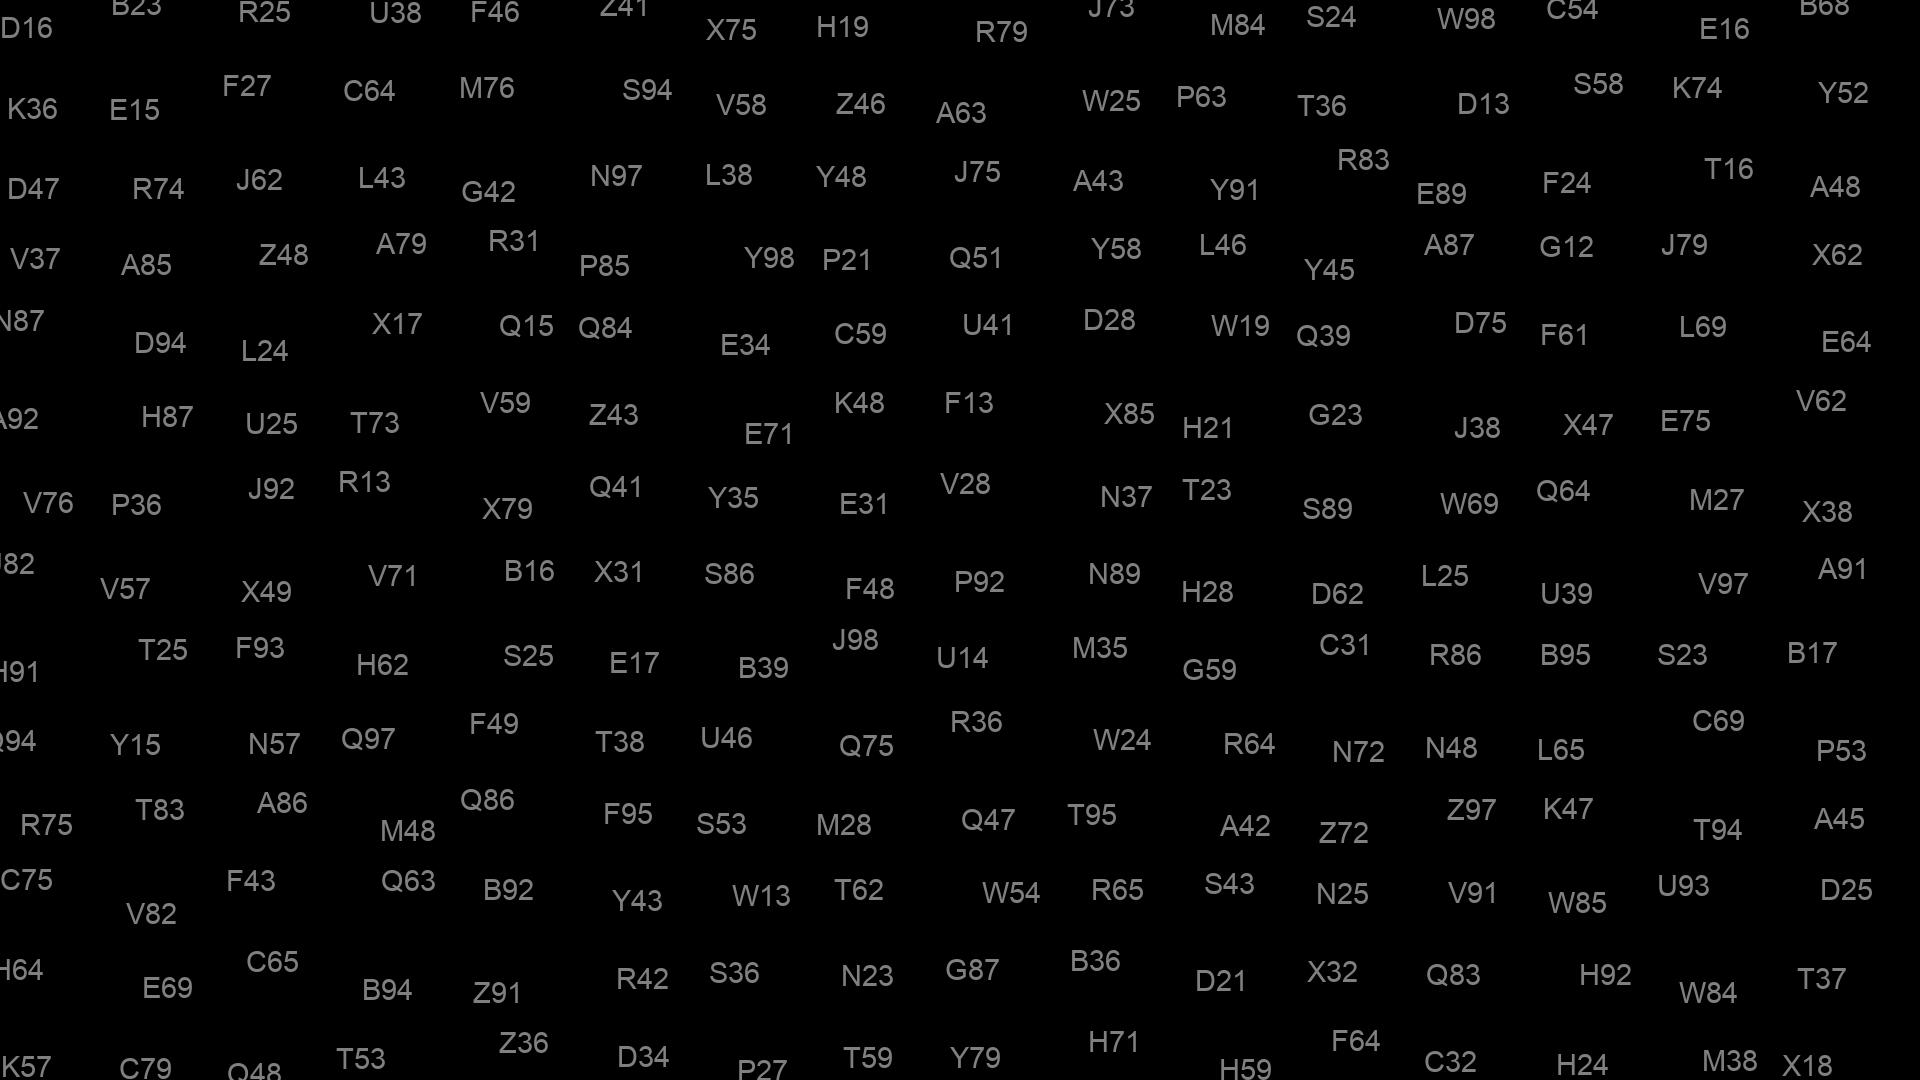 D16 B23 R25 U38 F46 Z41 X75 H19 R79 J73 M84 S24 W98 C54 E16 B68
K36 E15 F27 C64 M76 S94 V58 Z46 A63 W25 P63 T36 D13 S58 K74 Y52
D47 R74 J62 L43 G42 N97 L38 Y48 J75 A43 Y91 R83 E89 F24 T16 A48
V37 A85 Z48 A79 R31 P85 Y98 P21 Q51 Y58 L46 Y45 A87 G12 J79 X62
N87 D94 L24 X17 Q15 Q84 E34 C59 U41 D28 W19 Q39 D75 F61 L69 E64
A92 H87 U25 T73 V59 Z43 E71 K48 F13 X85 H21 G23 J38 X47 E75 V62
V76 P36 J92 R13 X79 Q41 Y35 E31 V28 N37 T23 S89 W69 Q64 M27 X38
82 V57 X49 V71 B16 X31 S86 F48 P92 N89 H28 D62 L25 U39 V97 A91
H91 T25 F93 H62 S25 E17 B39 J98 U14 M35 G59 C31 R86 B95 S23 B17
Q94 Y15 N57 Q97 F49 T38 U46 Q75 R36 W24 R64 N72 N48 L65 C69 P53
R75 T83 A86 M48 Q86 F95 S53 M28 Q47 T95 A42 Z72 Z97 K47 T94 A45
C75 V82 F43 Q63 B92 Y43 W13 T62 W54 R65 S43 N25 V91 W85 U93 D25
H64 E69 C65 B94 Z91 R42 S36 N23 G87 B36 D21 X32 Q83 H92 W84 T37
K57 C79 Q48 T53 Z36 D34 P27 T59 Y79 H71 H59 F64 C32 H24 M38 X18